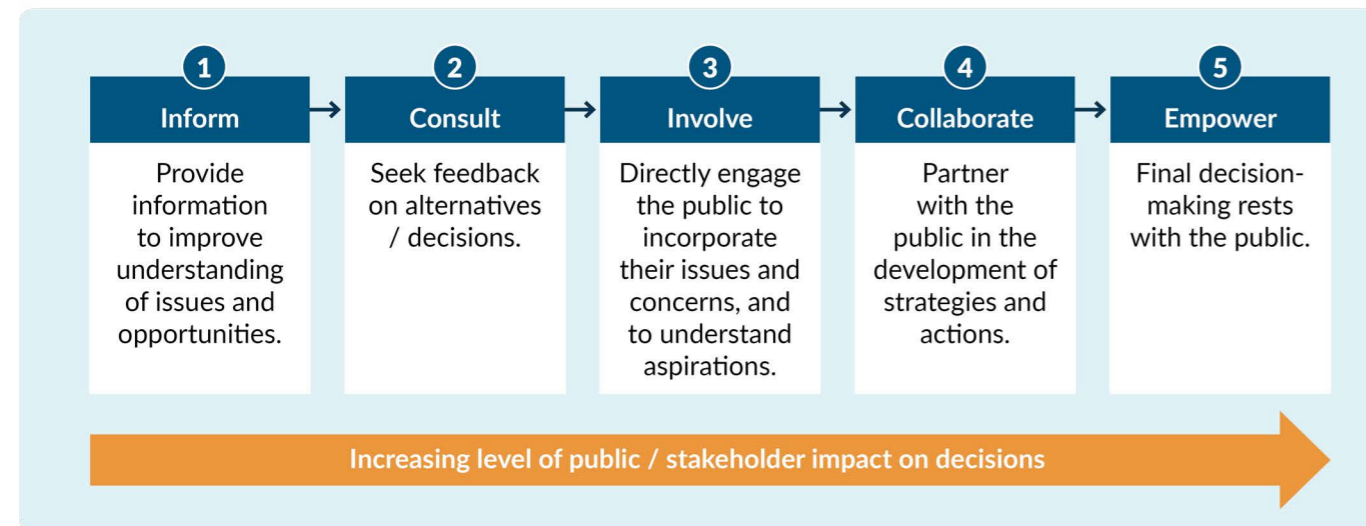 1
Inform
Provide
information
to improve
understanding
of issues and
opportunities.
2
Consult
Seek feedback
on alternatives
/ decisions.
3
Involve
Directly engage
the public to
incorporate
their issues and
concerns, and
to understand
aspirations.
4
Collaborate
Partner
with the
public in the
development of
strategies and
actions.
5
Empower
Final decision-
making rests
with the public.
Increasing level of public / stakeholder impact on decisions